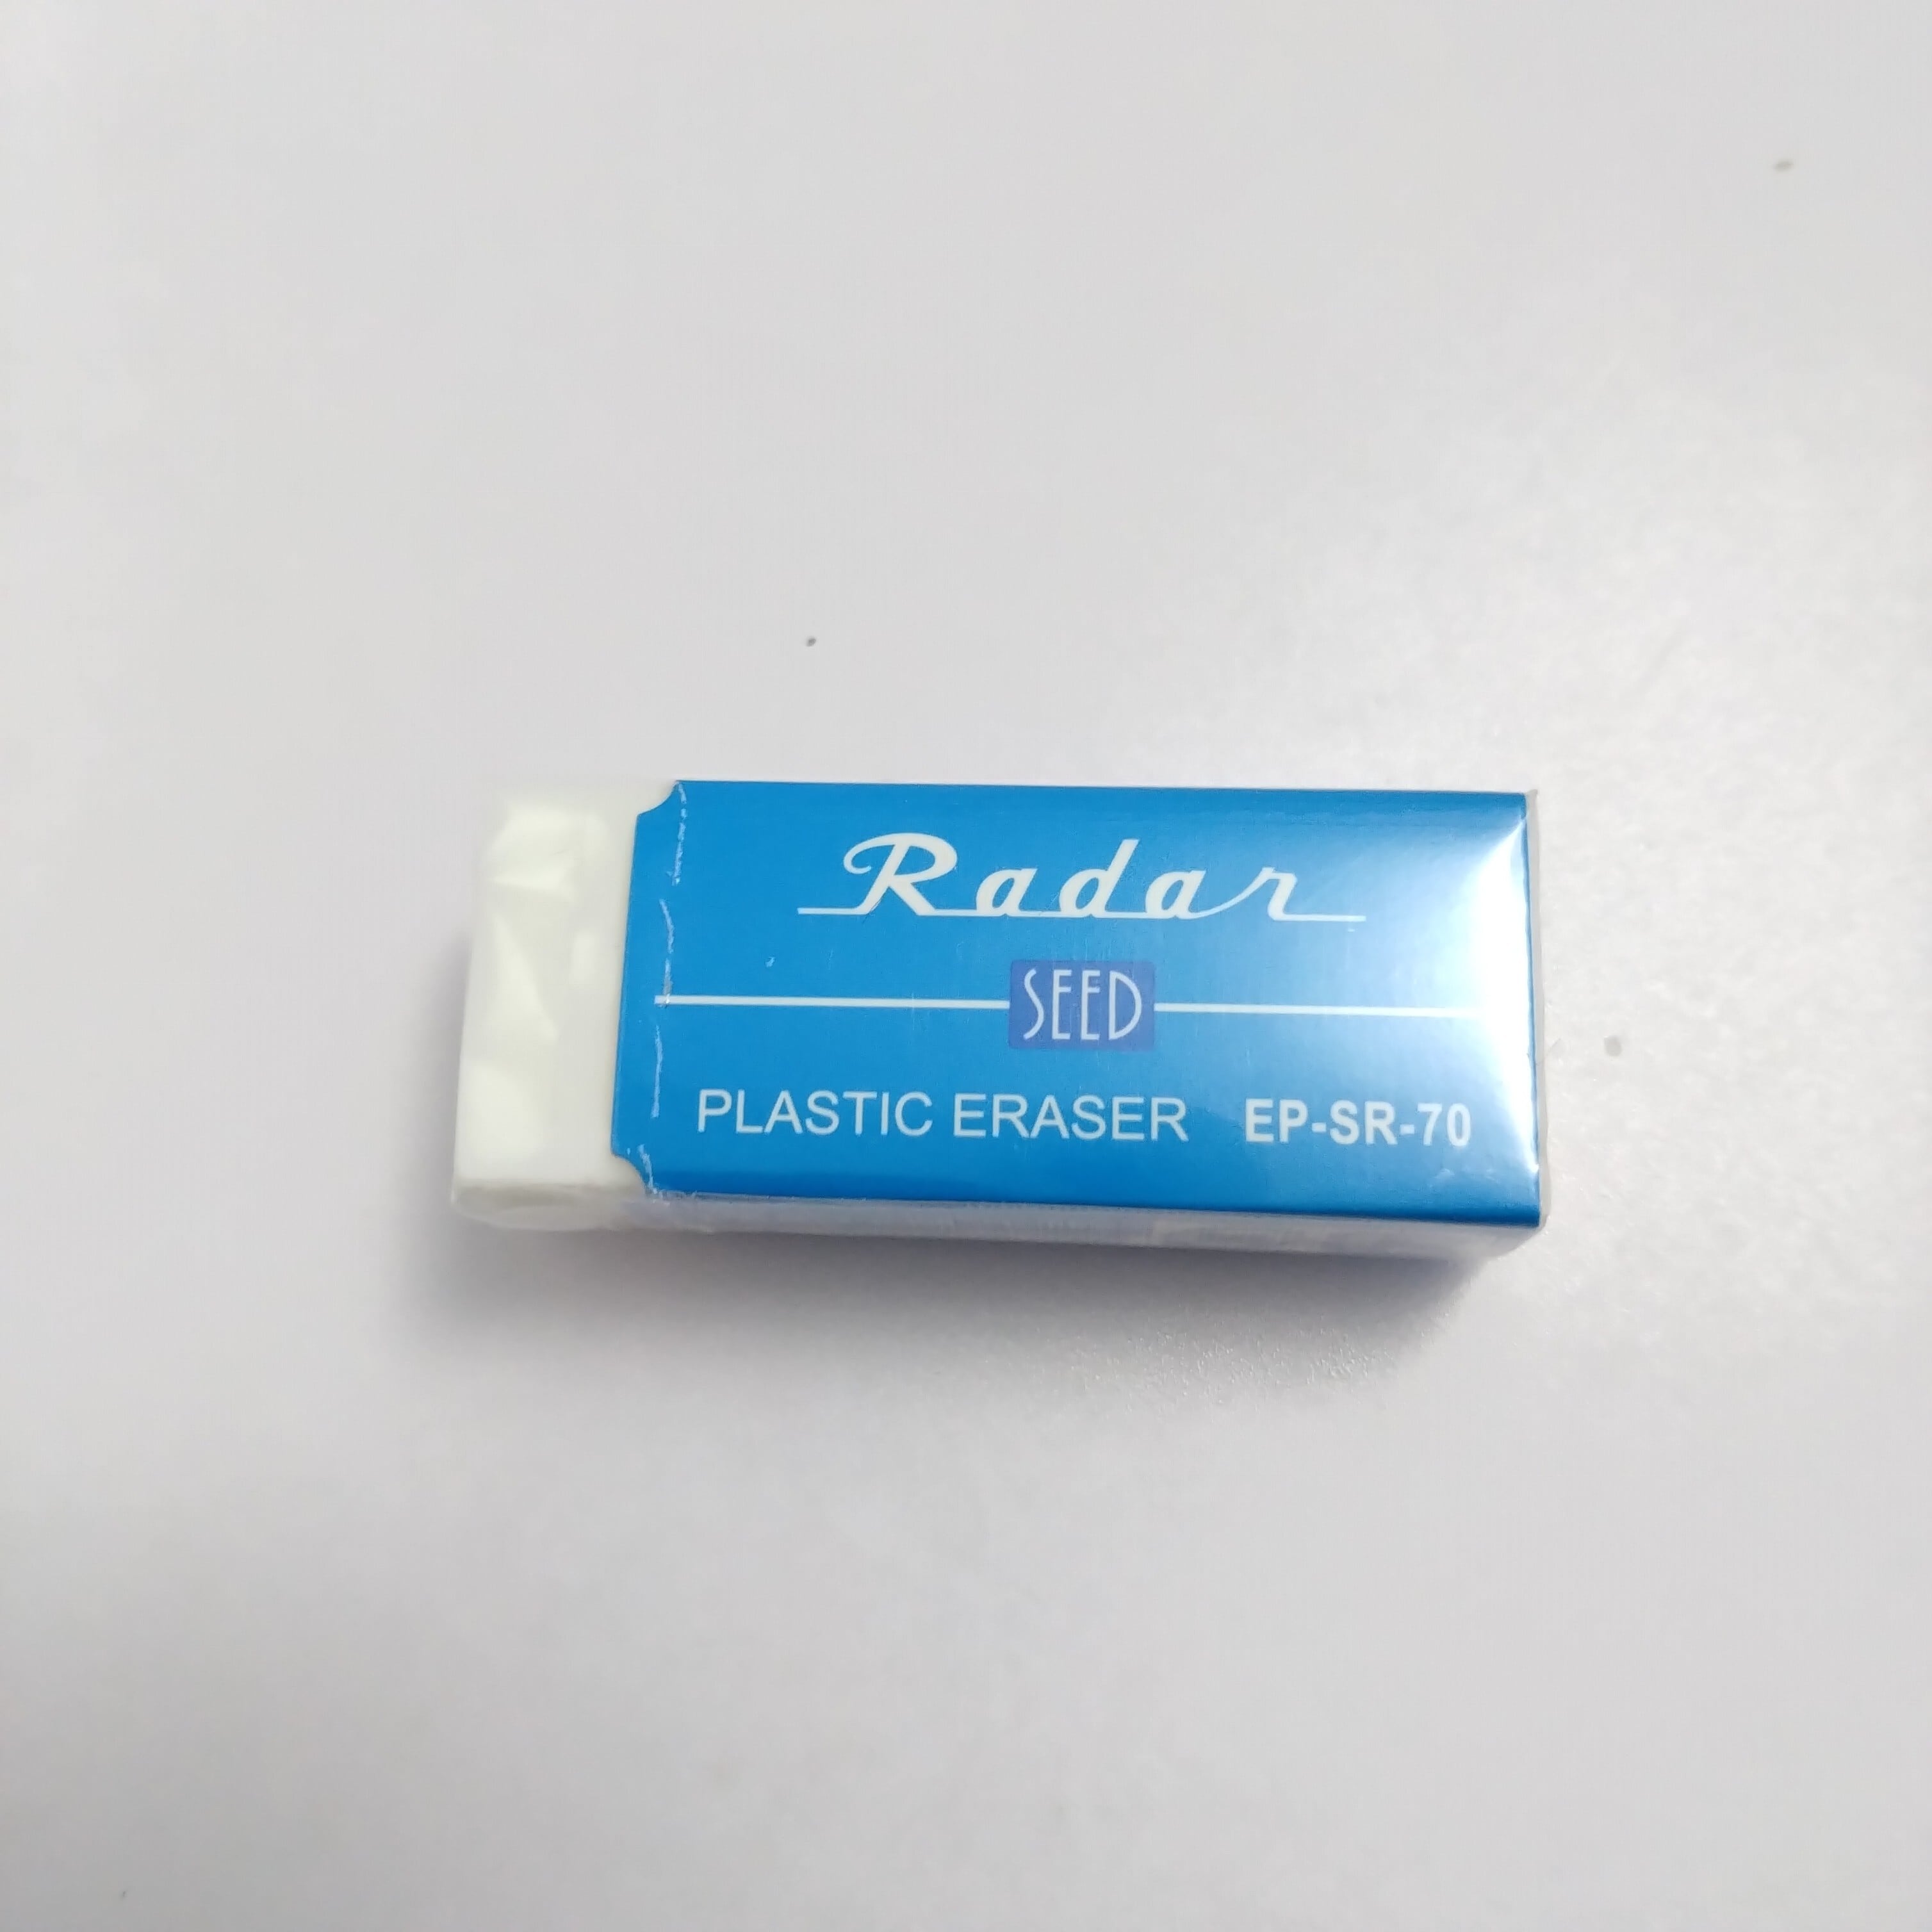 Radar
SEED
PLASTIC ERASER EP-SR-70